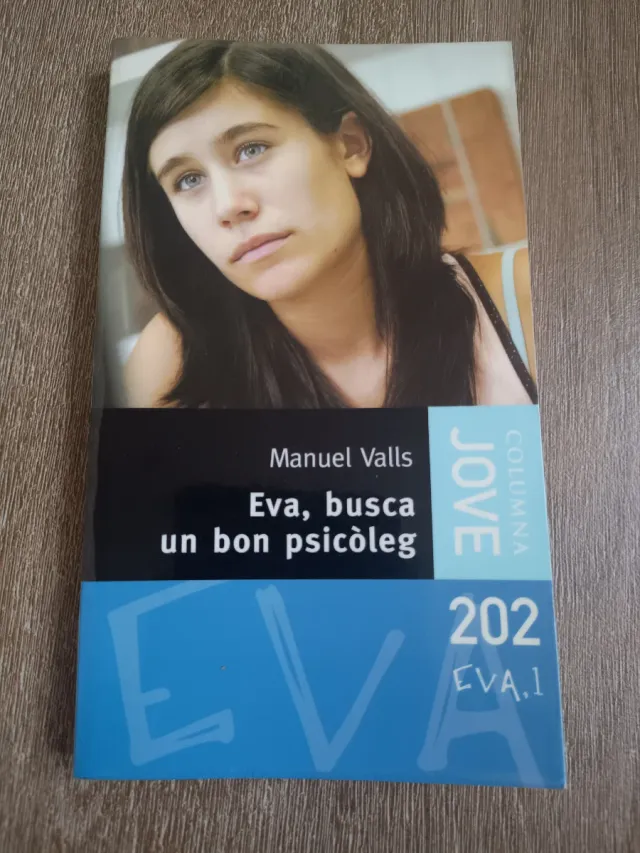 Manuel Valls
Eva, busca
un bon psicòleg
COLUMNA
JOVE
202
EVA.1
EVA